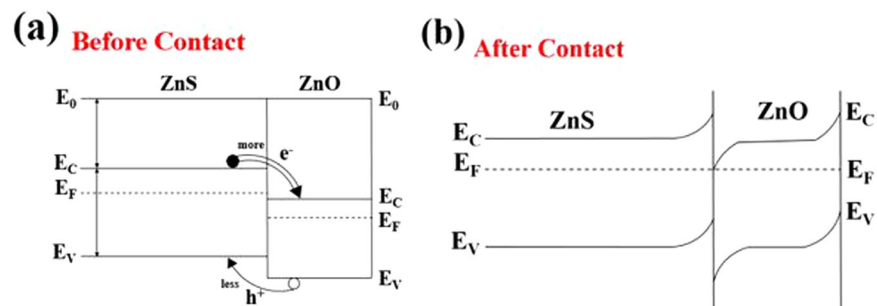 (a) Before Contact
ZnS ZnO
E0 E0
more e-
EC
EF EC
EF
EV EV
less h+
(b) After Contact
ZnS ZnO
EC EC
EF EF
EV EV